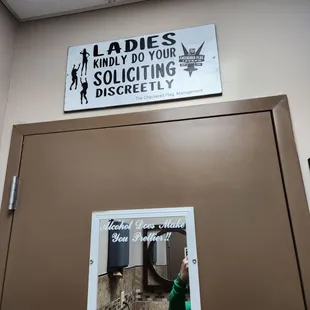 LADIES
KINDLY DO YOUR
SOLICITING
DISCREETLY
The Checkered Flag Management
Alcohol Does Make
You Prettier!!